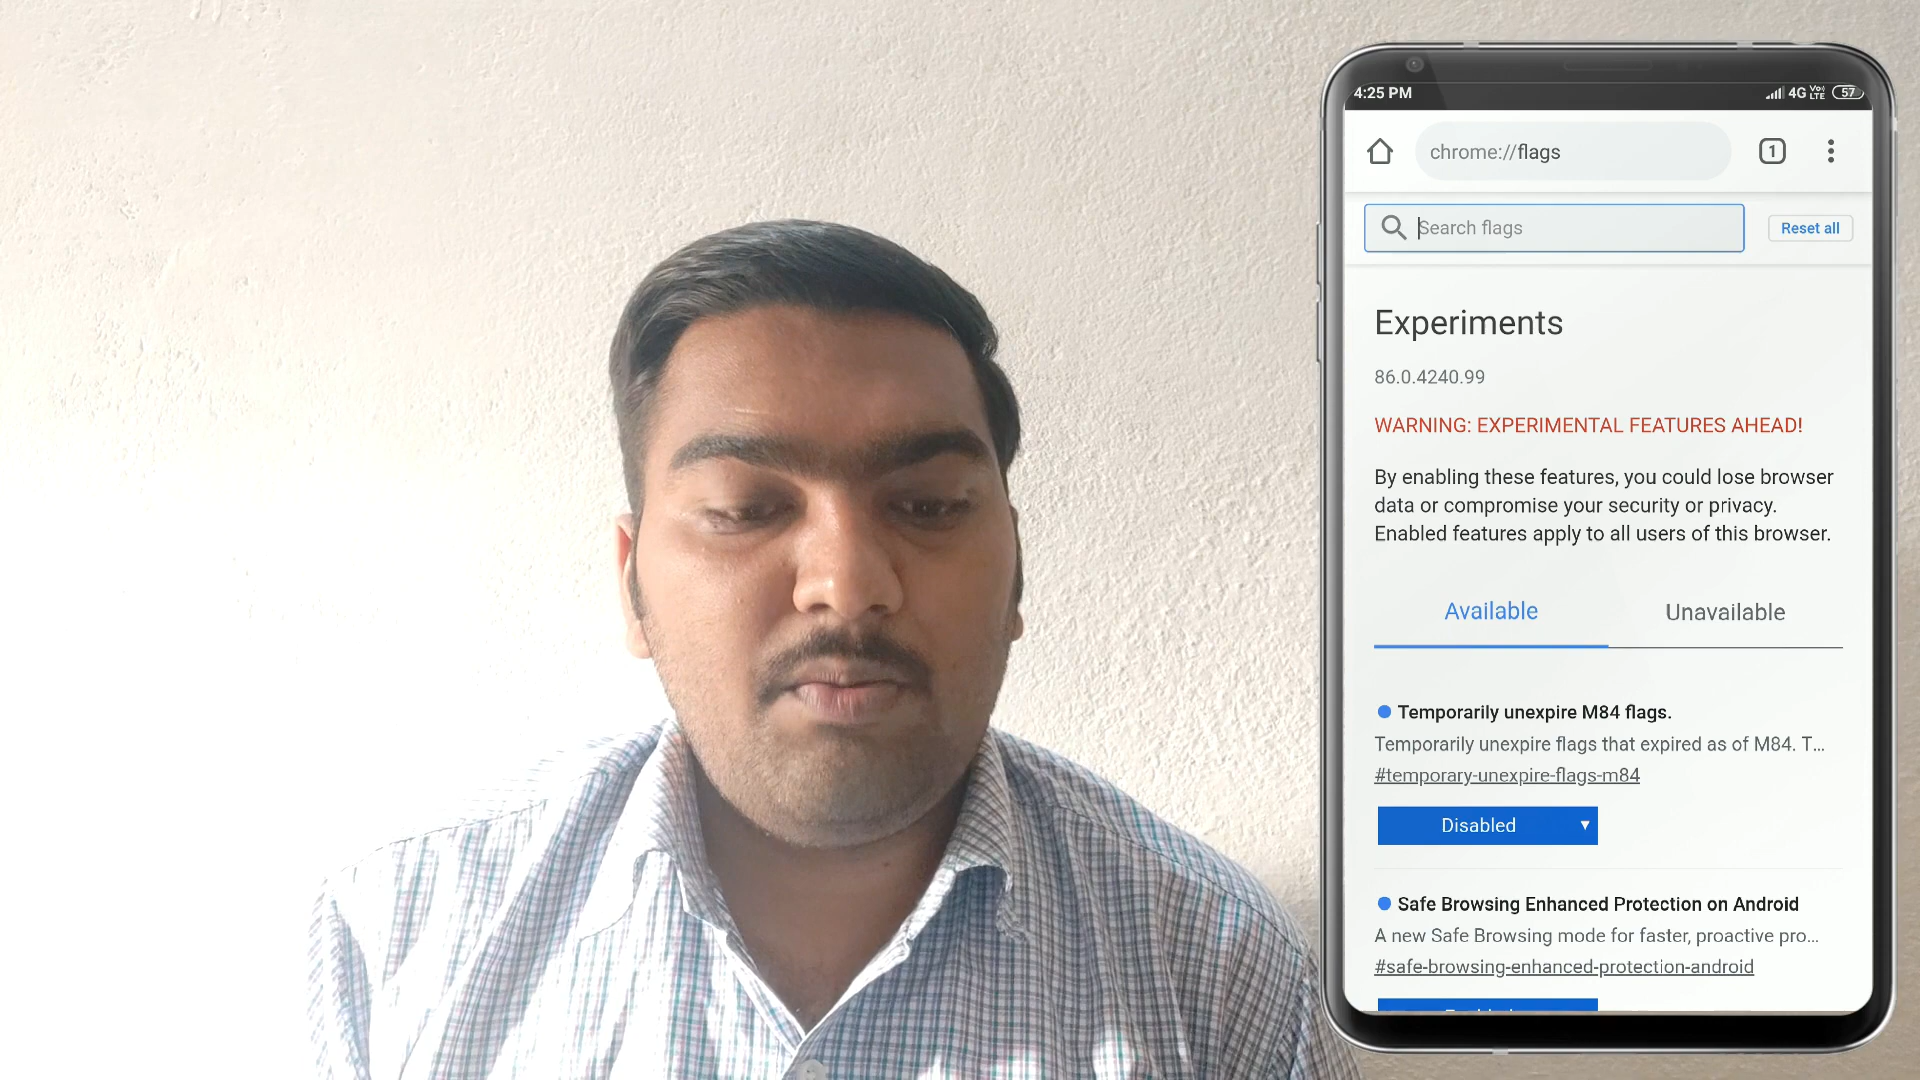 4:25 PM
4G Vo) LTE 57
chrome://flags
1
Search flags
Reset all
Experiments
86.0.4240.99
WARNING: EXPERIMENTAL FEATURES AHEAD!
By enabling these features, you could lose browser
data or compromise your security or privacy.
Enabled features apply to all users of this browser.
Available
Unavailable
Temporarily unexpire M84 flags.
Temporarily unexpire flags that expired as of M84. T...
#temporary-unexpire-flags-m84
Disabled
Safe Browsing Enhanced Protection on Android
A new Safe Browsing mode for faster, proactive pro...
#safe-browsing-enhanced-protection-android